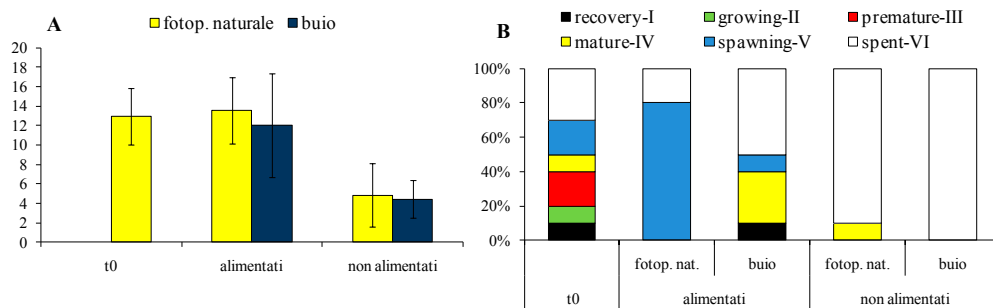 A
fotop. naturale buio
20
18
16
14
12
10
8
6
4
2
0
t0 alimentati non alimentati
B
recovery-I growing-II premature-III
mature-IV spawning-V spent-VI
100%
80%
60%
40%
20%
0%
fotop. nat. buio fotop. nat. buio
t0 alimentati non alimentati